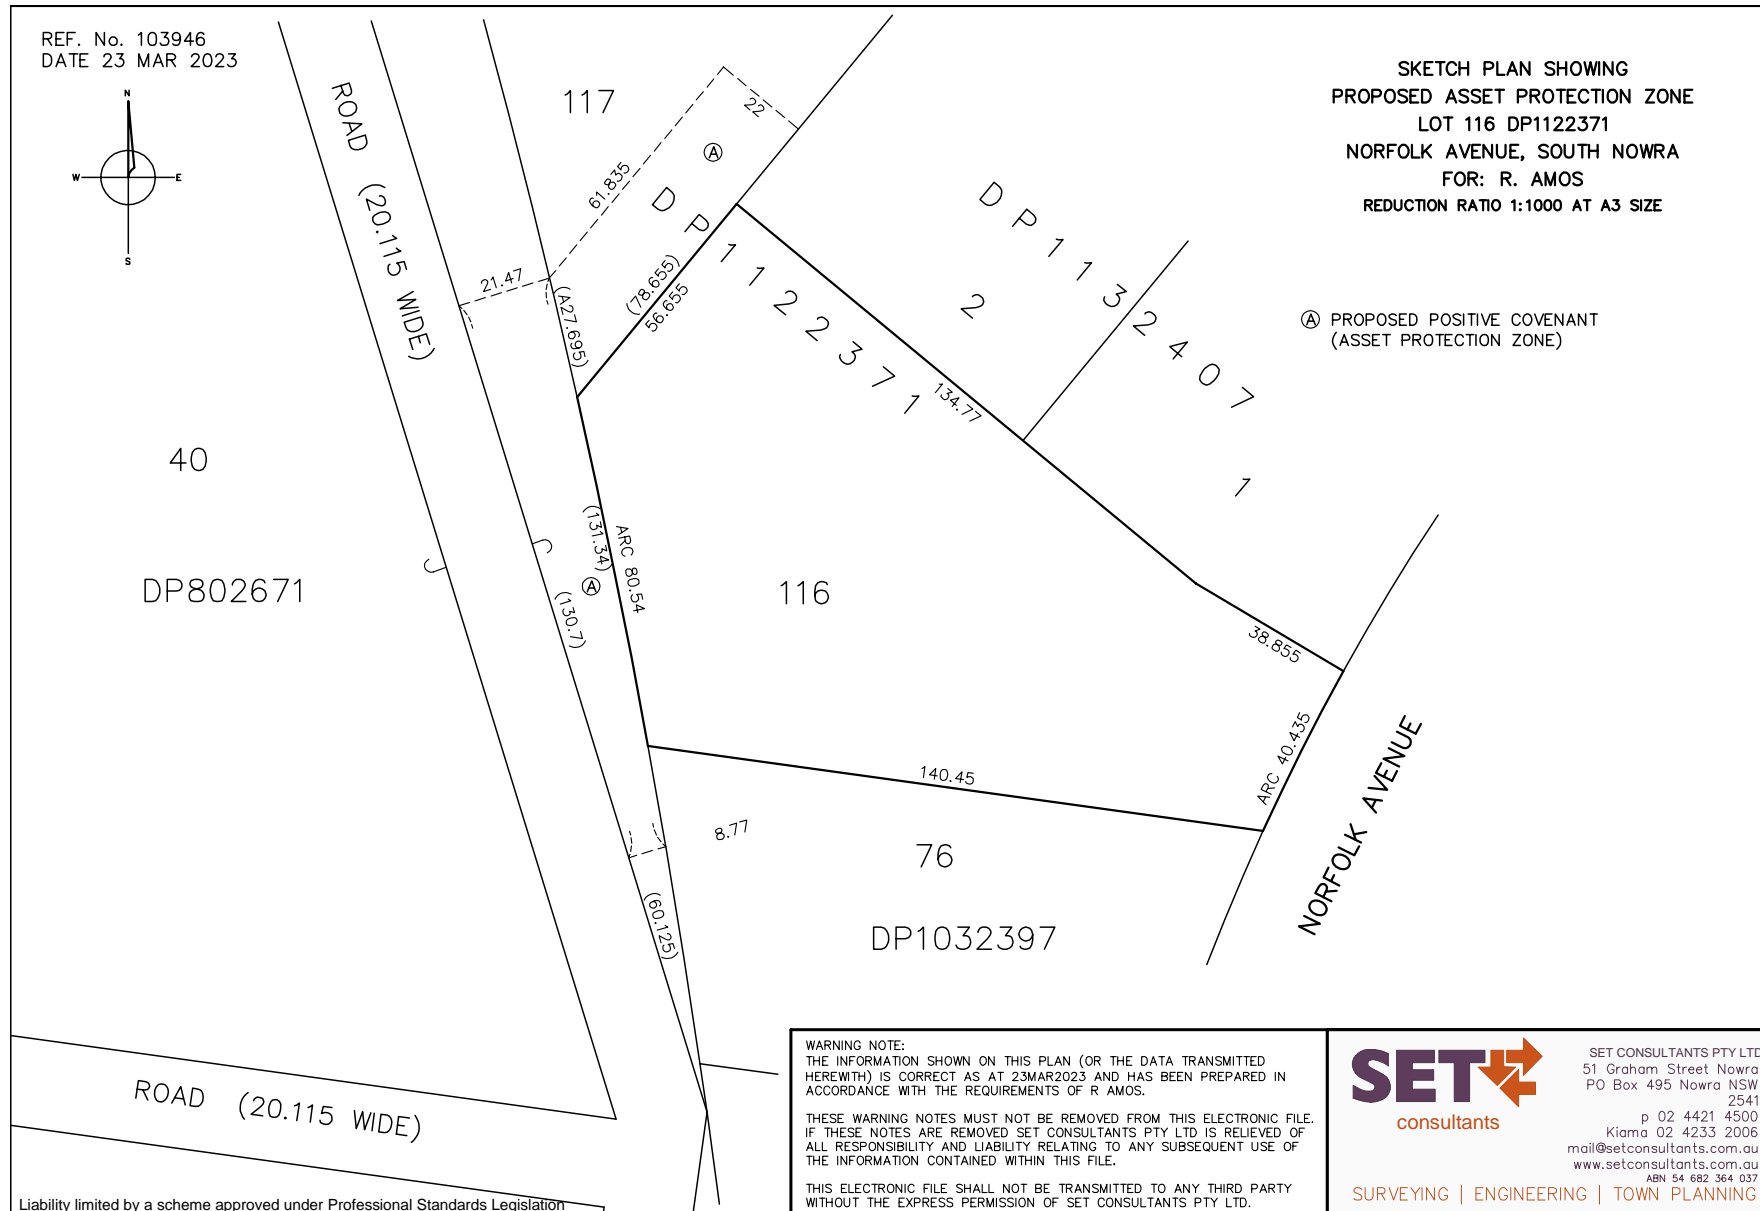 REF. No. 103946
DATE 23 MAR 2023
N
W
E
S
SKETCH PLAN SHOWING
PROPOSED ASSET PROTECTION ZONE
LOT 116 DP1122371
NORFOLK AVENUE, SOUTH NOWRA
FOR: R. AMOS
REDUCTION RATIO 1:1000 AT A3 SIZE
Ⓐ PROPOSED POSITIVE COVENANT
(ASSET PROTECTION ZONE)
ROAD (20.115 WIDE)
117
22
Ⓐ
61.835
DP1122371
DP1132407
21.47
(A27.695)
(78.655)
56.655
2
134.77
1
40
DP802671
(131.34)
ARC 80.54
Ⓐ
(130.7)
116
38.855
ARC 40.435
NORFOLK AVENUE
140.45
8.77
76
DP1032397
(60.125)
ROAD (20.115 WIDE)
Liability limited by a scheme approved under Professional Standards Legislation
WARNING NOTE:
THE INFORMATION SHOWN ON THIS PLAN (OR THE DATA TRANSMITTED
HEREWITH) IS CORRECT AS AT 23MAR2023 AND HAS BEEN PREPARED IN
ACCORDANCE WITH THE REQUIREMENTS OF R AMOS.
THESE WARNING NOTES MUST NOT BE REMOVED FROM THIS ELECTRONIC FILE.
IF THESE NOTES ARE REMOVED SET CONSULTANTS PTY LTD IS RELIEVED OF
ALL RESPONSIBILITY AND LIABILITY RELATING TO ANY SUBSEQUENT USE OF
THE INFORMATION CONTAINED WITHIN THIS FILE.
THIS ELECTRONIC FILE SHALL NOT BE TRANSMITTED TO ANY THIRD PARTY
WITHOUT THE EXPRESS PERMISSION OF SET CONSULTANTS PTY LTD.
SET
consultants
SET CONSULTANTS PTY LTD
51 Graham Street Nowra
PO Box 495 Nowra NSW
2541
p 02 4421 4500
Kiama 02 4233 2006
mail@setconsultants.com.au
www.setconsultants.com.au
ABN 54 682 364 037
SURVEYING | ENGINEERING | TOWN PLANNING